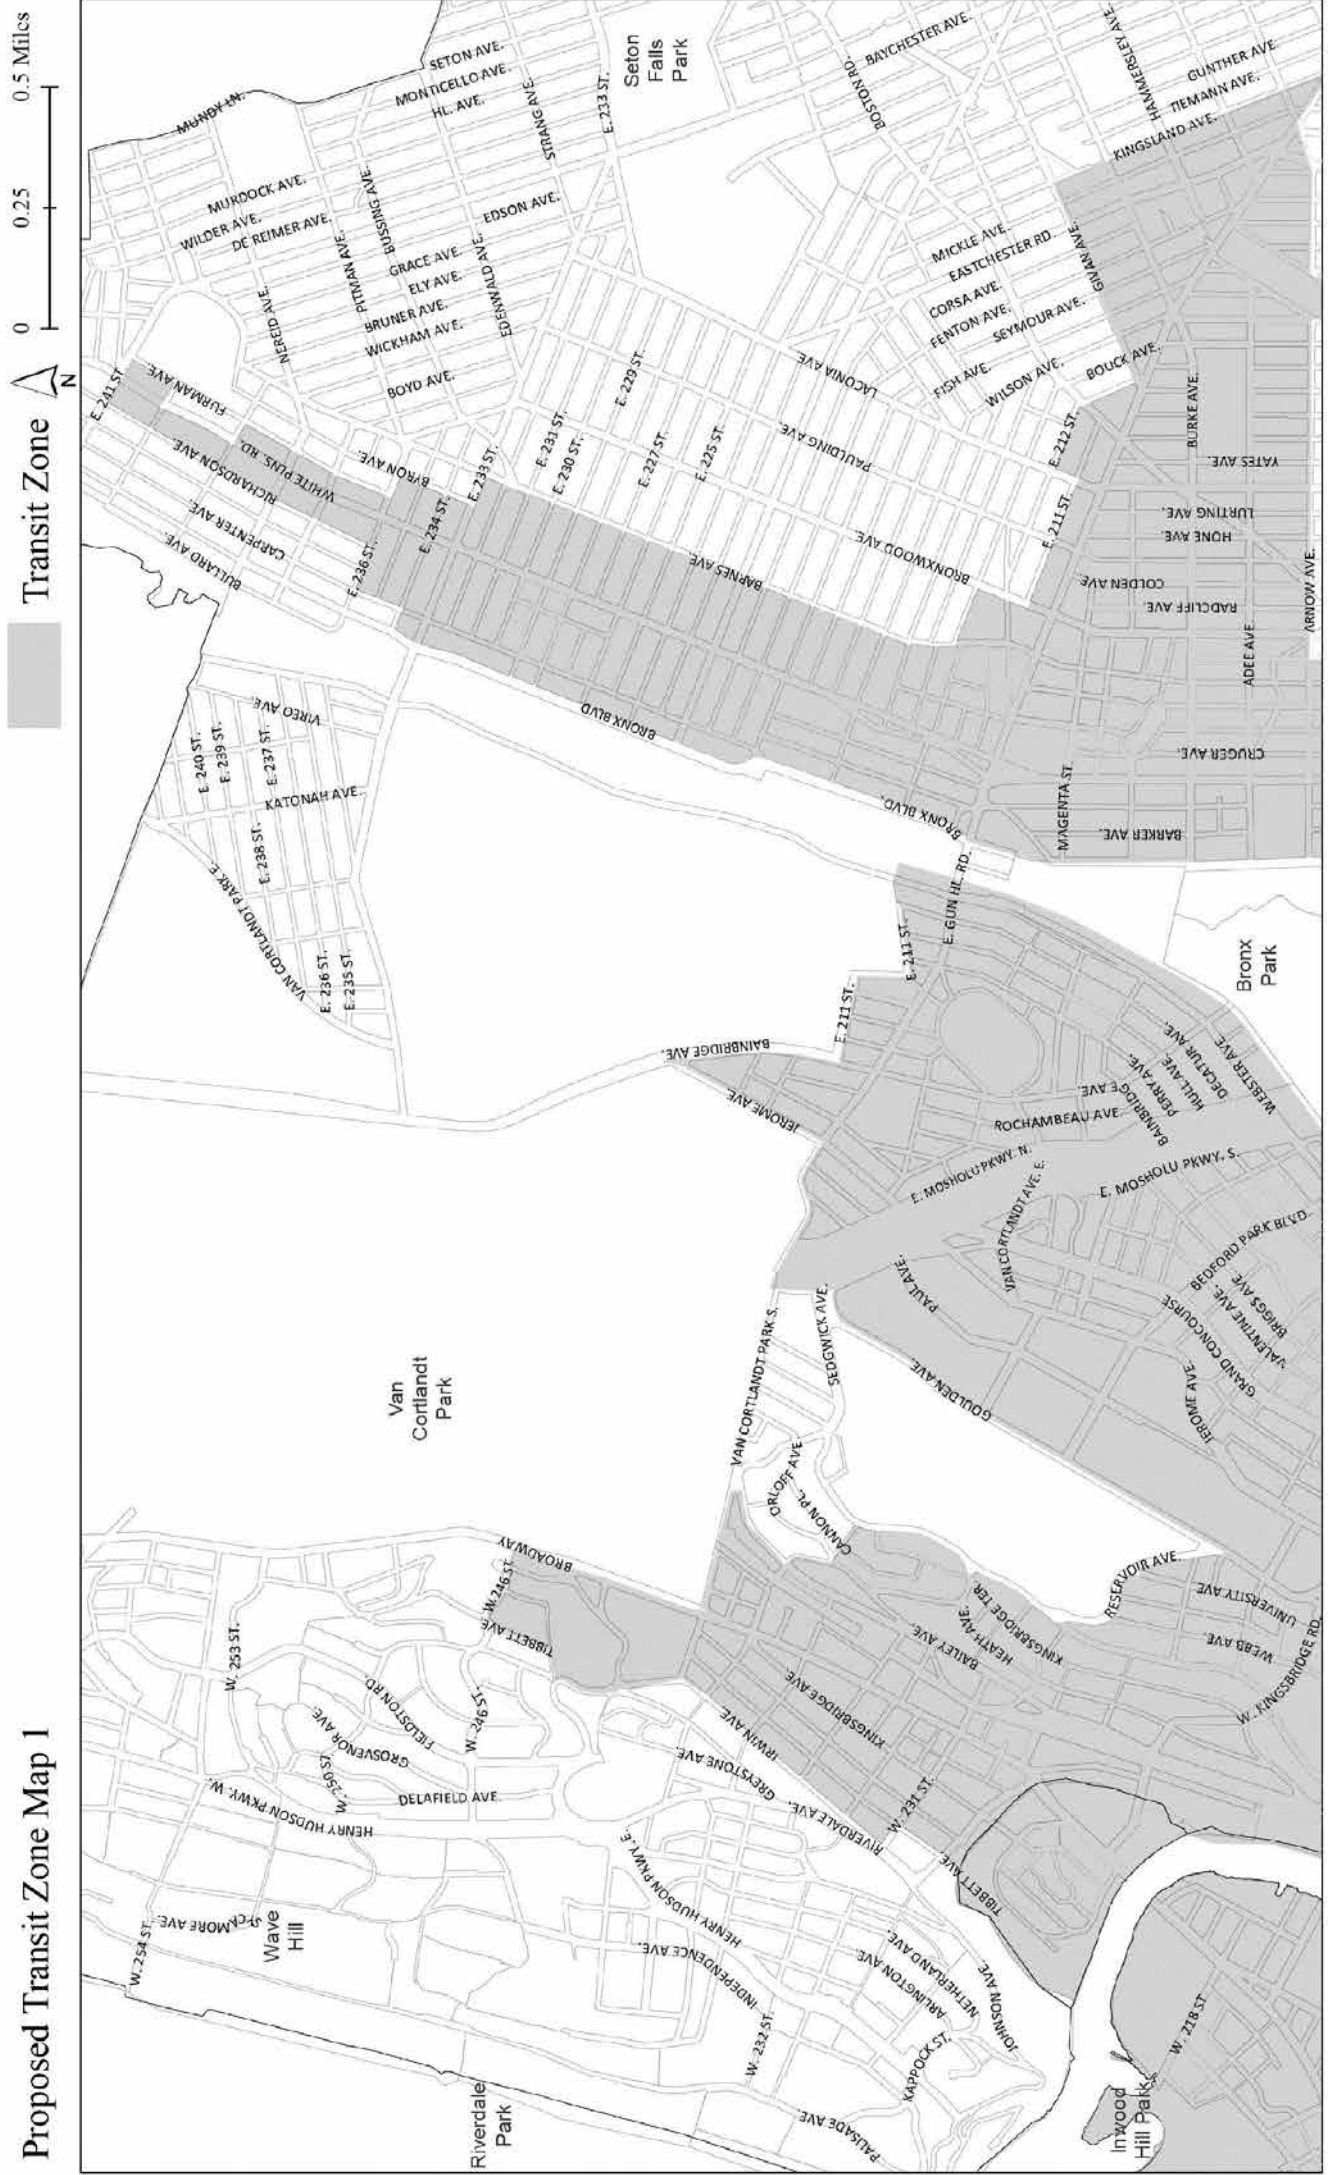 Proposed Transit Zone Map 1
Transit Zone
N
0
0.25
0.5 Miles
W. 254 ST.
SYCAMORE AVE.
Wave
Hill
HENRY HUDSON PKWY. W.
W. 253 ST.
W. 250 ST.
GROSVENOR AVE.
FIELDSTON RD.
DELAFIELD AVE.
W. 246 ST.
W. 246 ST.
TIBBETT AVE.
BROADWAY
Riverdale
Park
HENRY HUDSON PKWY. E.
INDEPENDENCE AVE.
GREYSTONE AVE.
IRWIN AVE.
RIVERDALE AVE.
W. 232 ST.
PALISADE AVE.
KAPPOCK ST.
ARLINGTON AVE.
NETHERLAND AVE.
JOHNSON AVE.
TIBBETT AVE.
W. 231 ST.
KINGSBRIDGE AVE.
BAILEY AVE.
HEATH AVE.
KINGSBRIDGE TER.
CANNON PL.
ORLOFF AVE.
VAN CORTLANDT PARK S.
SEDGWICK AVE.
RESERVOIR AVE.
UNIVERSITY AVE.
WEBB AVE.
W. KINGSBRIDGE RD.
Inwood
Hill Park
W. 218 ST
Van
Cortlandt
Park
GOULDEN AVE.
PAUL AVE.
JEROME AVE.
GRAND CONCOURSE
VALENTINE AVE.
BRIGGS AVE.
BEDFORD PARK BLVD.
VAN CORTLANDT AVE. E.
E. MOSHOLU PKWY. N.
E. MOSHOLU PKWY. S.
ROCHAMBEAU AVE.
BAINBRIDGE AVE.
PERRY AVE.
HULL AVE.
DECATUR AVE.
WEBSTER AVE.
JEROME AVE.
BAINBRIDGE AVE.
E. 211 ST.
E. 211 ST.
E. GUN HL. RD.
Bronx
Park
VAN CORTLANDT PARK E.
E. 240 ST.
E. 239 ST.
E. 238 ST.
E. 237 ST.
E. 236 ST.
E. 235 ST.
KATONAH AVE.
VIREO AVE.
BRONX BLVD
BRONX BLVD.
MAGENTA ST.
BARKER AVE.
CRUGER AVE.
ADEE AVE.
RADCLIFF AVE.
COLDEN AVE.
HONE AVE.
LURTING AVE.
YATES AVE.
BURKE AVE.
ARNOW AVE.
BULLARD AVE.
CARPENTER AVE.
RICHARDSON AVE.
WHITE PLNS. RD.
FURMAN AVE.
BYRON AVE.
E. 241 ST.
E. 236 ST.
E. 234 ST.
E. 233 ST.
E. 231 ST.
E. 230 ST.
E. 229 ST.
E. 227 ST.
E. 225 ST.
BARNES AVE.
BRONXWOOD AVE.
PAULDING AVE.
LACONIA AVE.
E. 211 ST.
E. 212 ST.
MUNDY LN.
MURDOCK AVE.
WILDER AVE.
DE REIMER AVE.
NEREID AVE.
PITMAN AVE.
BUSSING AVE.
GRACE AVE.
ELY AVE.
BRUNER AVE.
WICKHAM AVE.
BOYD AVE.
EDENWALD AVE.
EDSON AVE.
SETON AVE.
MONTICELLO AVE.
HL. AVE.
STRANG AVE.
E. 233 ST.
Seton
Falls
Park
BOSTON RD.
BAYCHESTER AVE.
HAMMERSLEY AVE.
GUNTHER AVE.
TIEMANN AVE.
KINGSLAND AVE.
MICKLE AVE.
EASTCHESTER RD.
CORSA AVE.
FENTON AVE.
SEYMOUR AVE.
FISH AVE.
WILSON AVE.
BOUCK AVE.
GIVAN AVE.